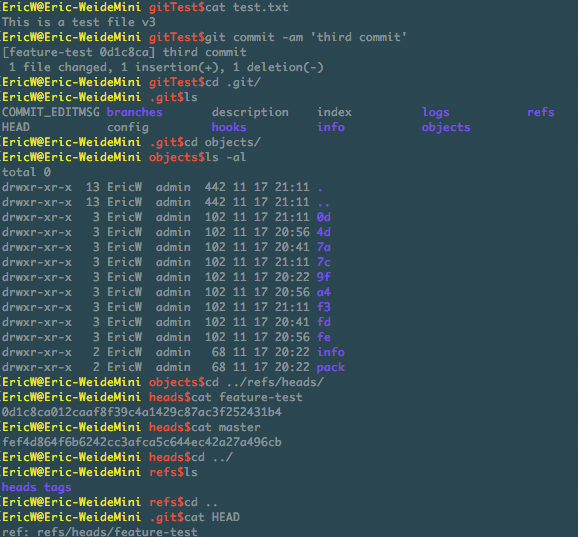 [EricW@Eric-WeideMini gitTest$cat test.txt
This is a test file v3
[EricW@Eric-WeideMini gitTest$git commit -am 'third commit'
[feature-test 0d1c8ca] third commit
 1 file changed, 1 insertion(+), 1 deletion(-)
[EricW@Eric-WeideMini gitTest$cd .git/
[EricW@Eric-WeideMini .git$ls
COMMIT_EDITMSG branches       description    index          logs           refs
HEAD           config         hooks          info           objects
[EricW@Eric-WeideMini .git$cd objects/
[EricW@Eric-WeideMini objects$ls -al
total 0
drwxr-xr-x  13 EricW  admin  442 11 17 21:11 .
drwxr-xr-x  13 EricW  admin  442 11 17 21:11 ..
drwxr-xr-x   3 EricW  admin  102 11 17 21:11 0d
drwxr-xr-x   3 EricW  admin  102 11 17 20:56 4d
drwxr-xr-x   3 EricW  admin  102 11 17 20:41 7a
drwxr-xr-x   3 EricW  admin  102 11 17 21:11 7c
drwxr-xr-x   3 EricW  admin  102 11 17 20:22 9f
drwxr-xr-x   3 EricW  admin  102 11 17 20:56 a4
drwxr-xr-x   3 EricW  admin  102 11 17 21:11 f3
drwxr-xr-x   3 EricW  admin  102 11 17 20:41 fd
drwxr-xr-x   3 EricW  admin  102 11 17 20:56 fe
drwxr-xr-x   2 EricW  admin   68 11 17 20:22 info
drwxr-xr-x   2 EricW  admin   68 11 17 20:22 pack
[EricW@Eric-WeideMini objects$cd ../refs/heads/
[EricW@Eric-WeideMini heads$cat feature-test
0d1c8ca012caaf8f39c4a1429c87ac3f252431b4
[EricW@Eric-WeideMini heads$cat master
fef4d864f6b6242cc3afca5c644ec42a27a496cb
[EricW@Eric-WeideMini heads$cd ../
[EricW@Eric-WeideMini refs$ls
heads tags
[EricW@Eric-WeideMini refs$cd ..
[EricW@Eric-WeideMini .git$cat HEAD
ref: refs/heads/feature-test